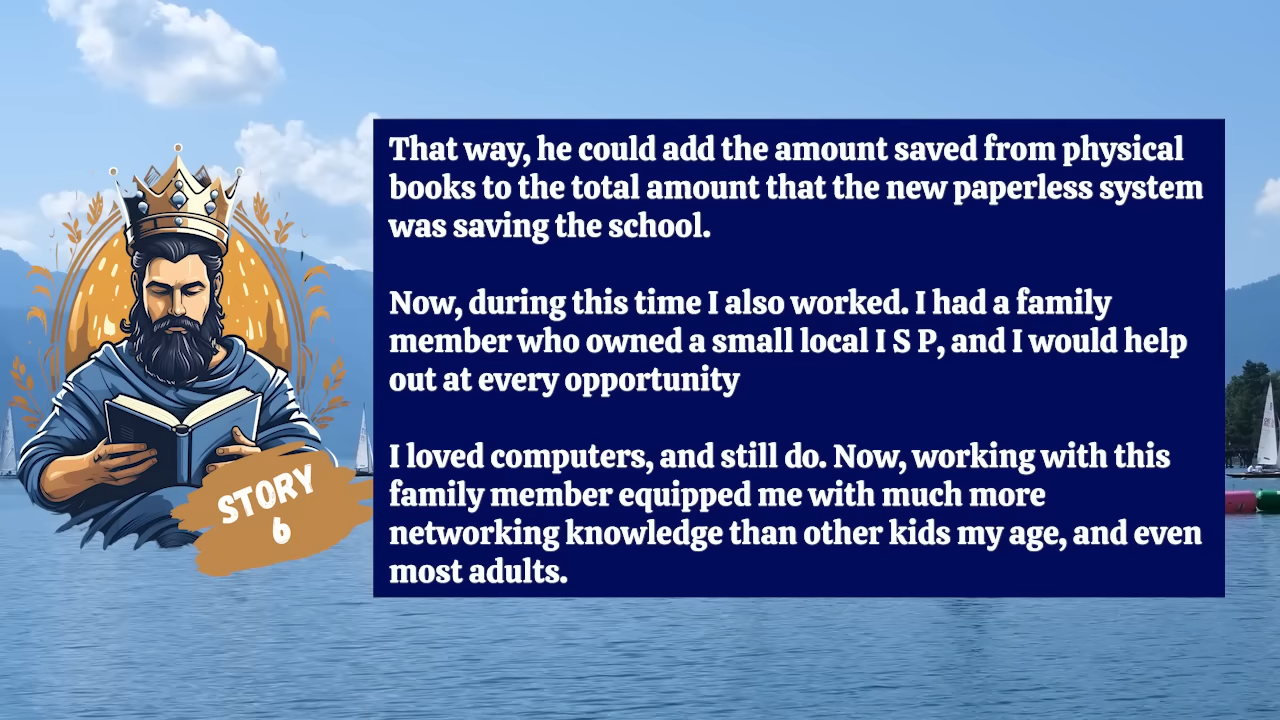 That way, he could add the amount saved from physical
books to the total amount that the new paperless system
was saving the school.
Now, during this time I also worked. I had a family
member who owned a small local I S P, and I would help
out at every opportunity
I loved computers, and still do. Now, working with this
family member equipped me with much more
networking knowledge than other kids my age, and even
most adults.
STORY
6